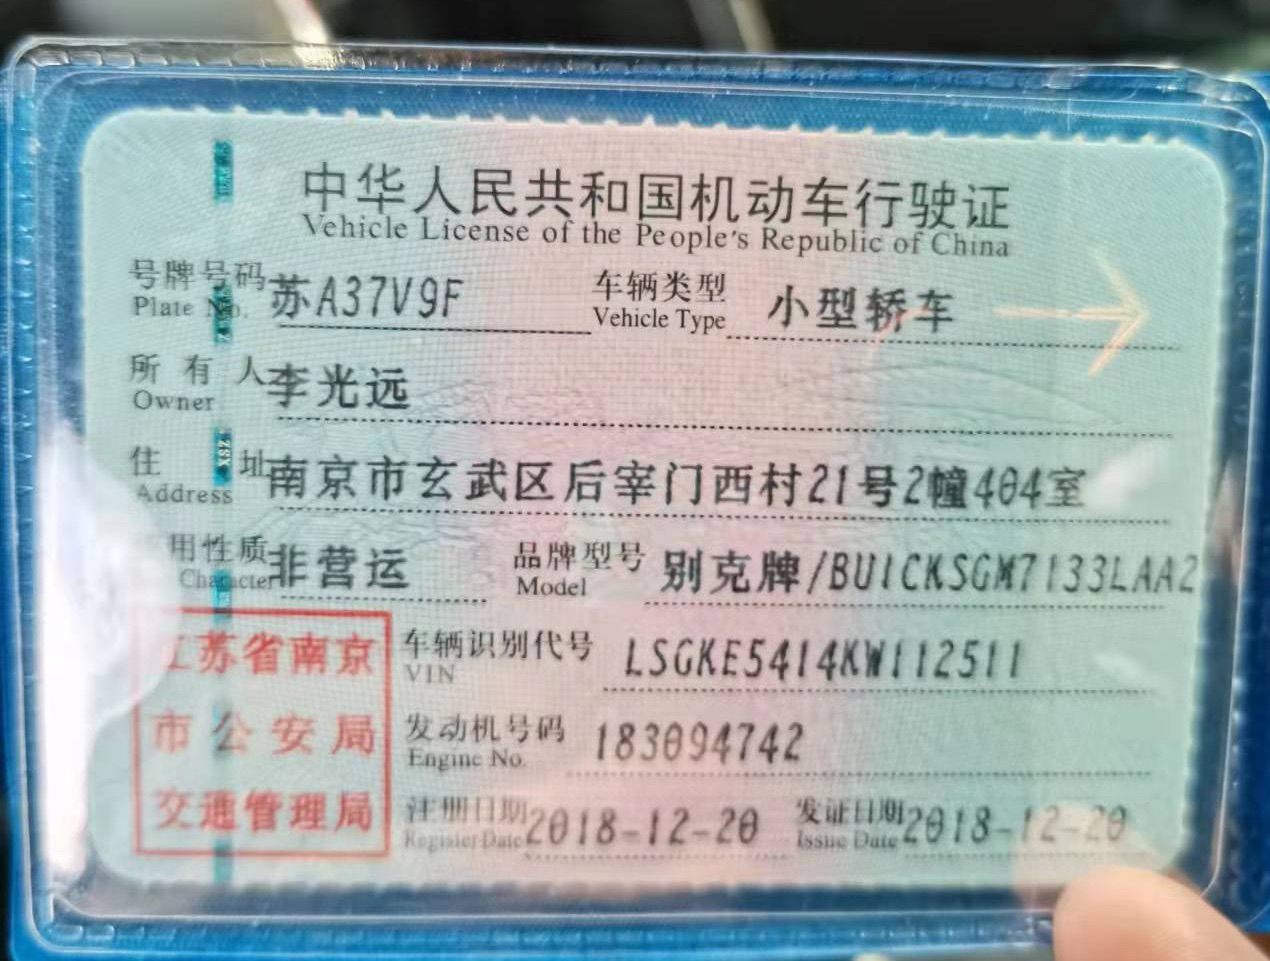 中华人民共和国机动车行驶证
Vehicle License of the People's Republic of China
号牌号码 苏A37V9F 车辆类型 小型轿车
Plate No. Vehicle Type
所有人 李光远
Owner
住址 南京市玄武区后宰门西村21号2幢404室
Address
用性质 非营运 品牌型号 别克牌/BUICKSGM7133LAA2
Character Model
车辆识别代号 LSGKE5414KW112511
VIN
发动机号码 183094742
Engine No.
注册日期 2018-12-20 发证日期 2018-12-20
Register Date Issue Date
江苏省南京
市公安局
交通管理局